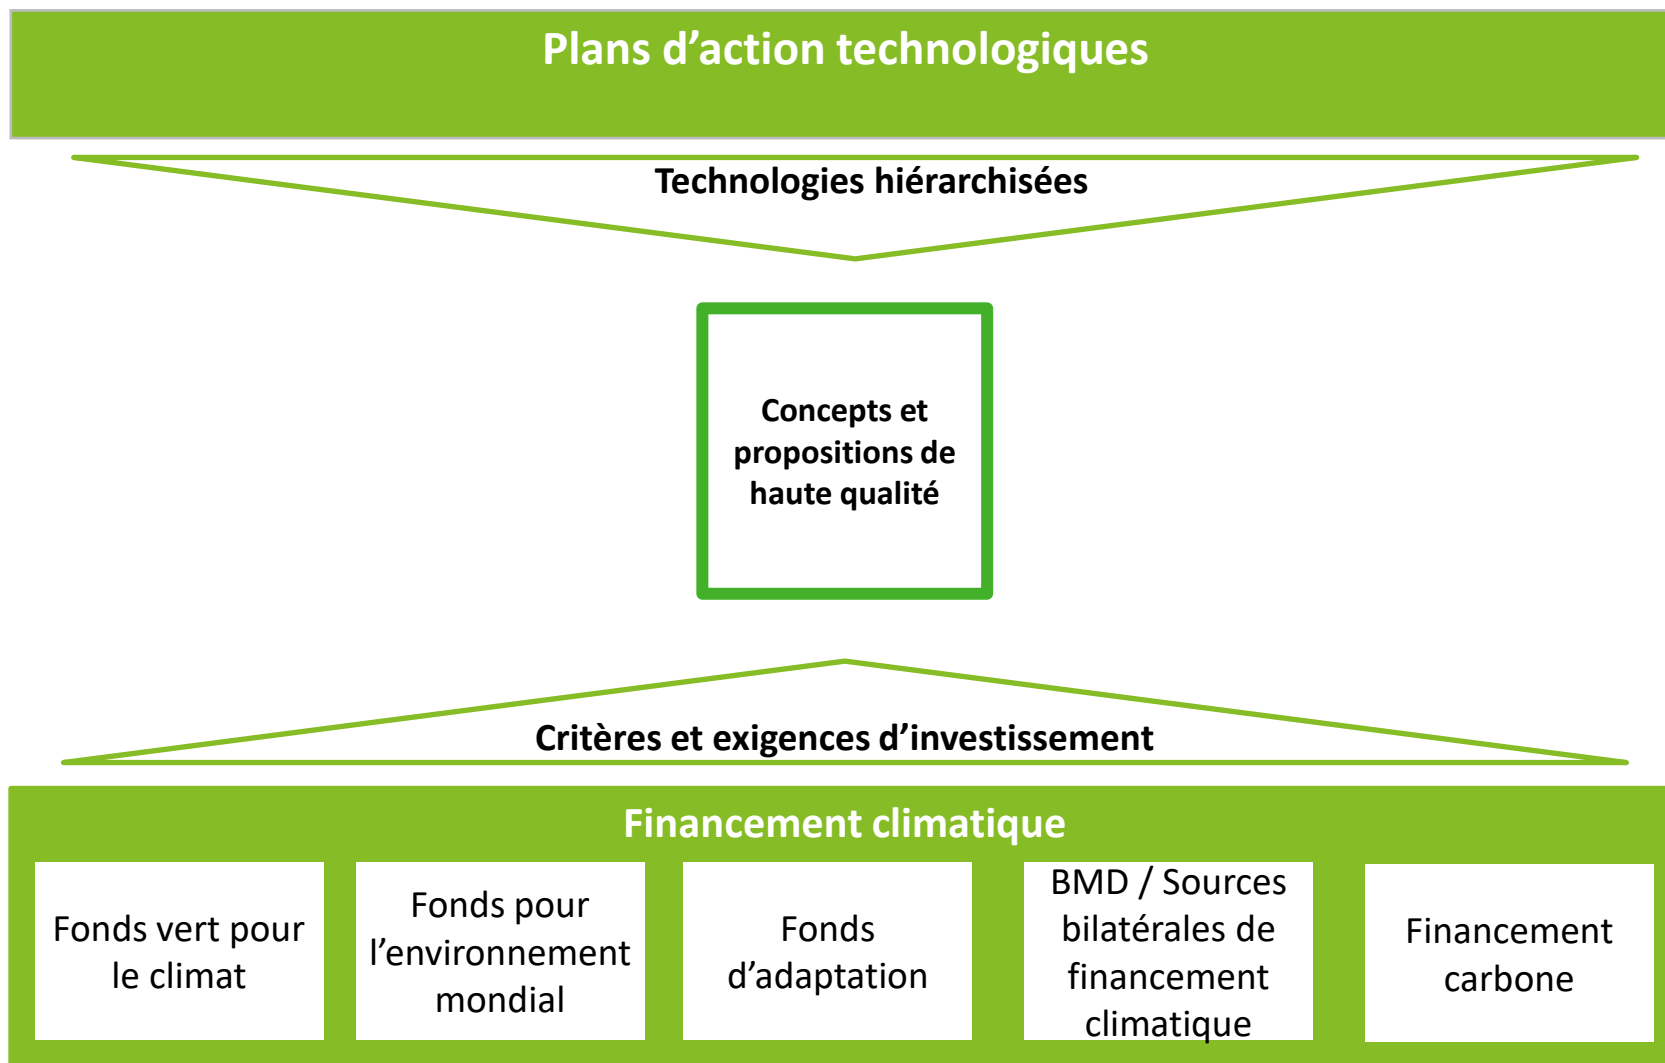 Plans d’action technologiques
Technologies hiérarchisées
Concepts et
propositions de
haute qualité
Critères et exigences d’investissement
Financement climatique
Fonds vert pour
le climat
Fonds pour
l’environnement
mondial
Fonds
d’adaptation
BMD / Sources
bilatérales de
financement
climatique
Financement
carbone